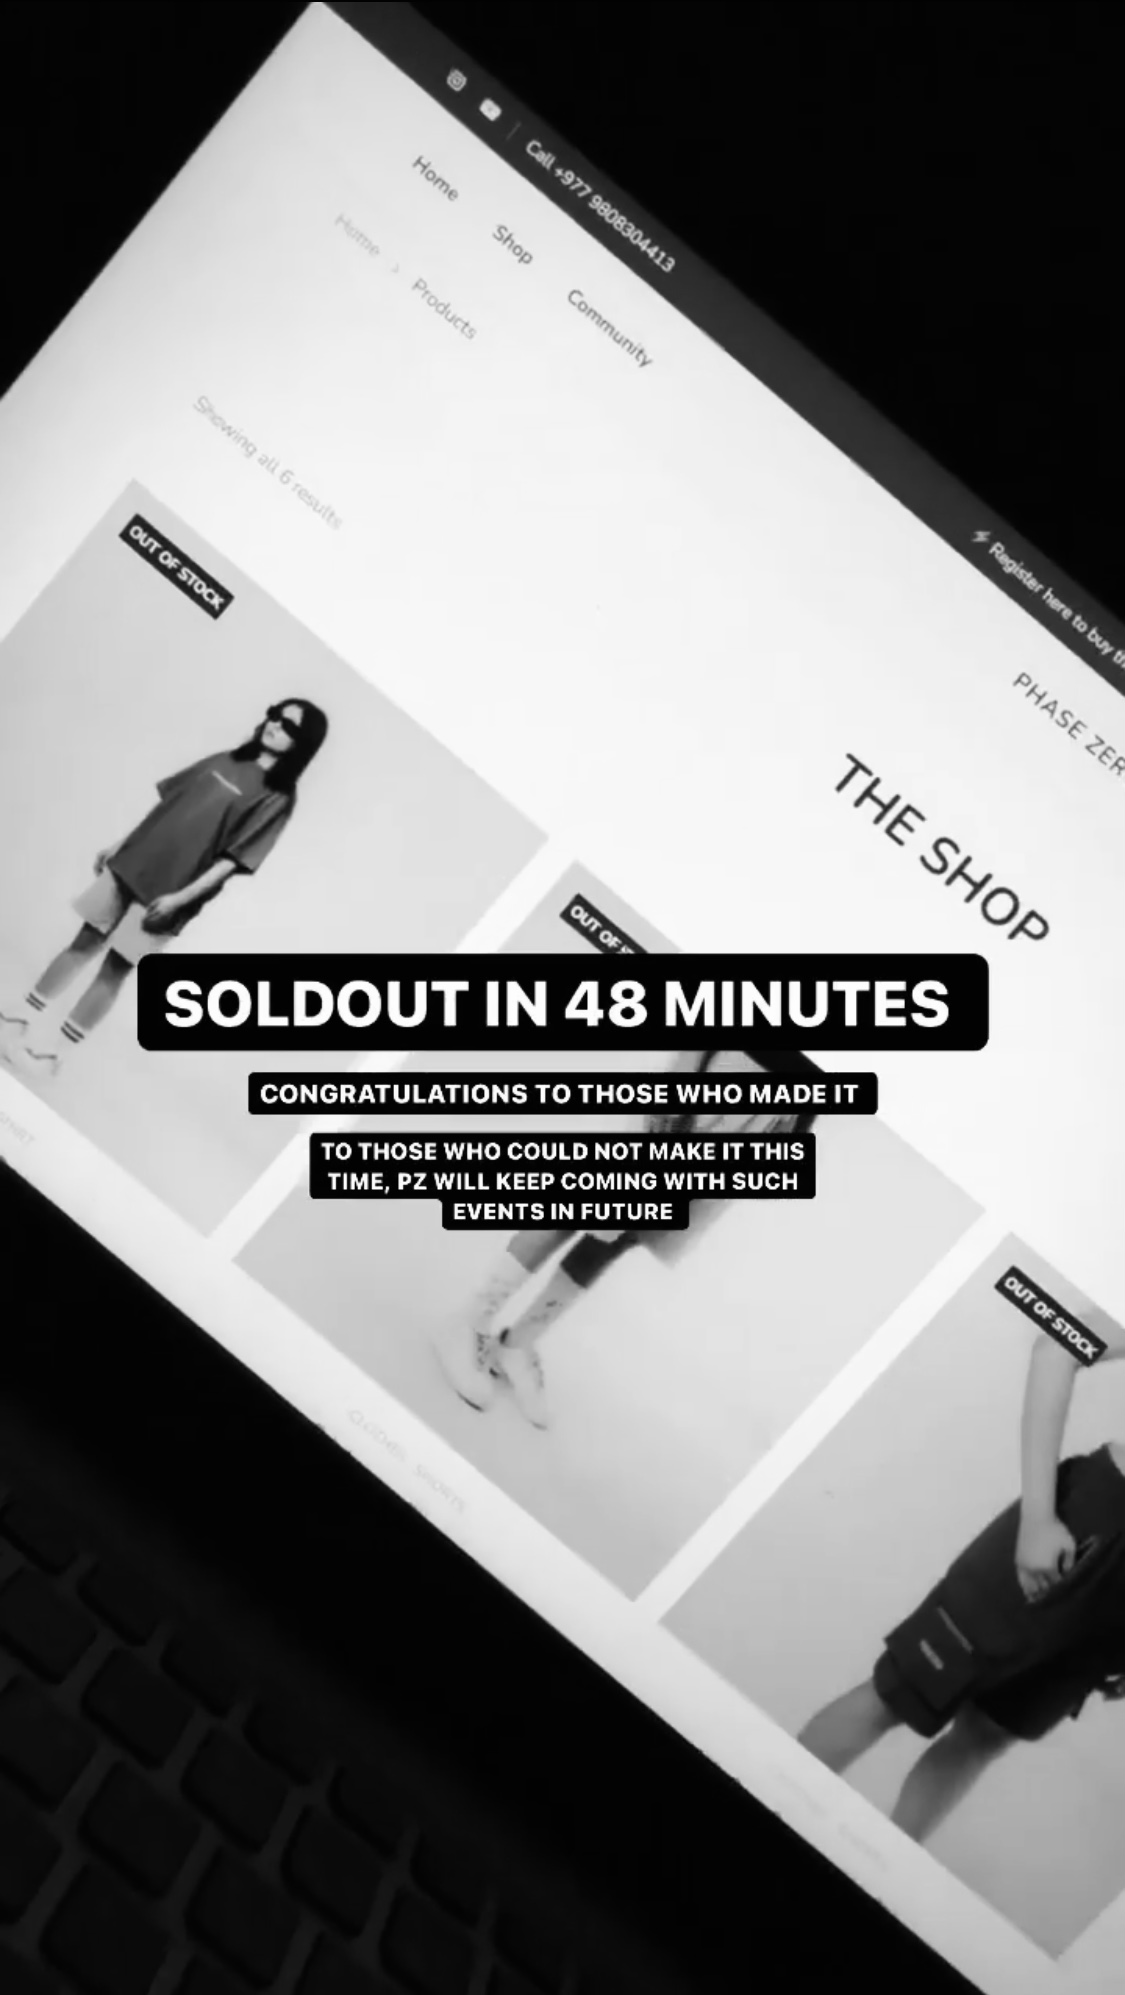 Call +977 9808304413
Register here to buy
Home
Shop
Community
Home > Products
PHASE
THE SHOP
Showing all 6 results
OUT OF STOCK
OUT OF
OUT OF STOCK
SOLDOUT IN 48 MINUTES
CONGRATULATIONS TO THOSE WHO MADE IT
TO THOSE WHO COULD NOT MAKE IT THIS
TIME, PZ WILL KEEP COMING WITH SUCH
EVENTS IN FUTURE
CLOTHES, SHORTS